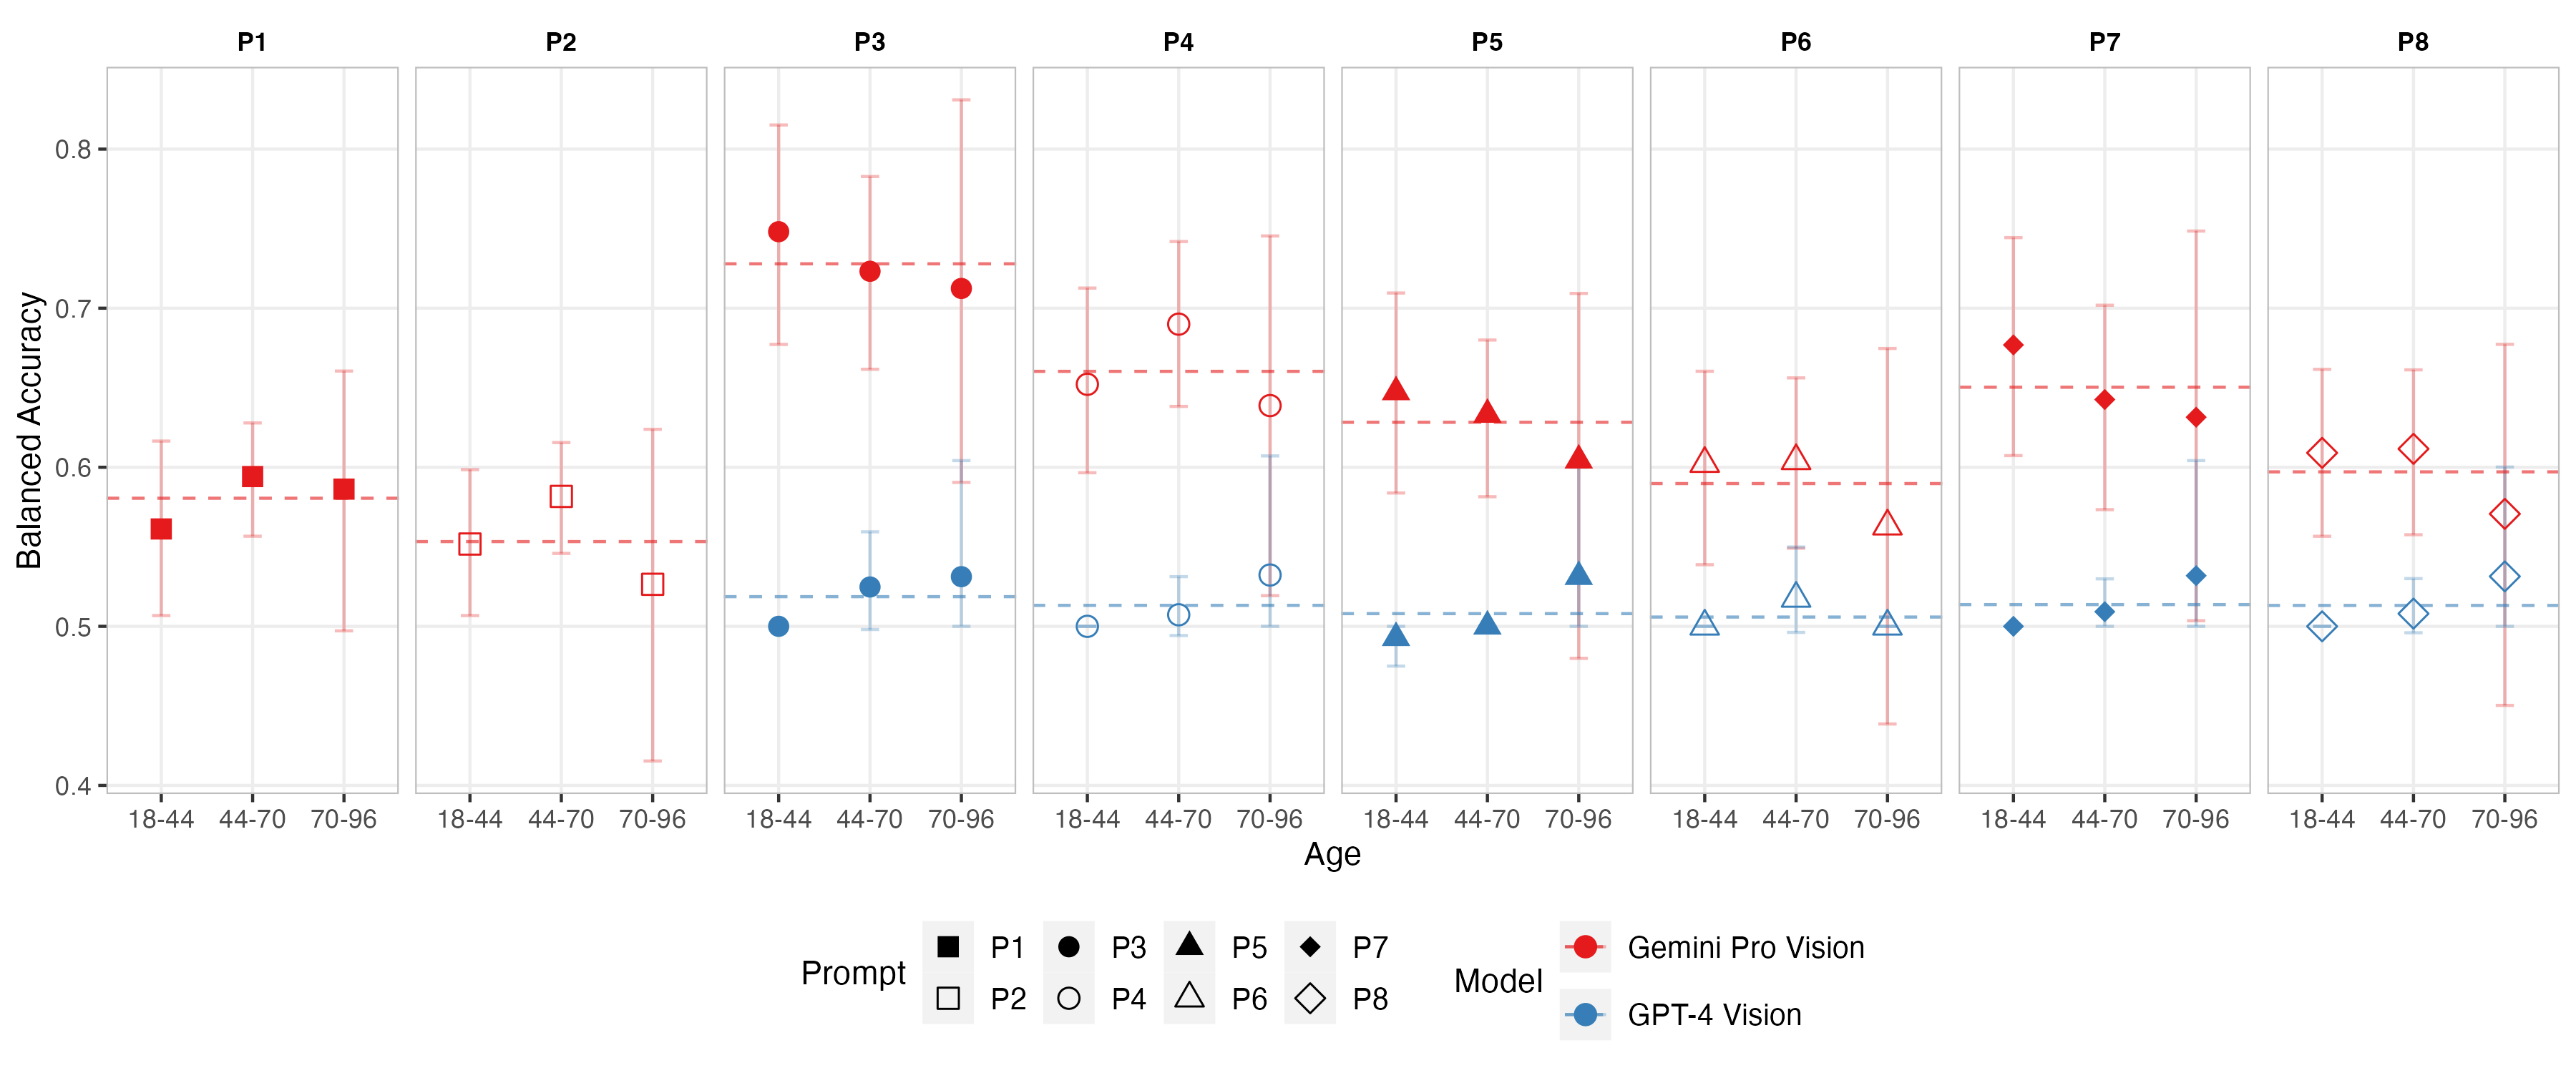 P1 P2 P3 P4 P5 P6 P7 P8
Balanced Accuracy
0.8
0.7
0.6
0.5
0.4
18-44 44-70 70-96 18-44 44-70 70-96 18-44 44-70 70-96 18-44 44-70 70-96 18-44 44-70 70-96 18-44 44-70 70-96 18-44 44-70 70-96 18-44 44-70 70-96
Age
Prompt
P1 P3 P5 P7
P2 P4 P6 P8
Model
Gemini Pro Vision
GPT-4 Vision